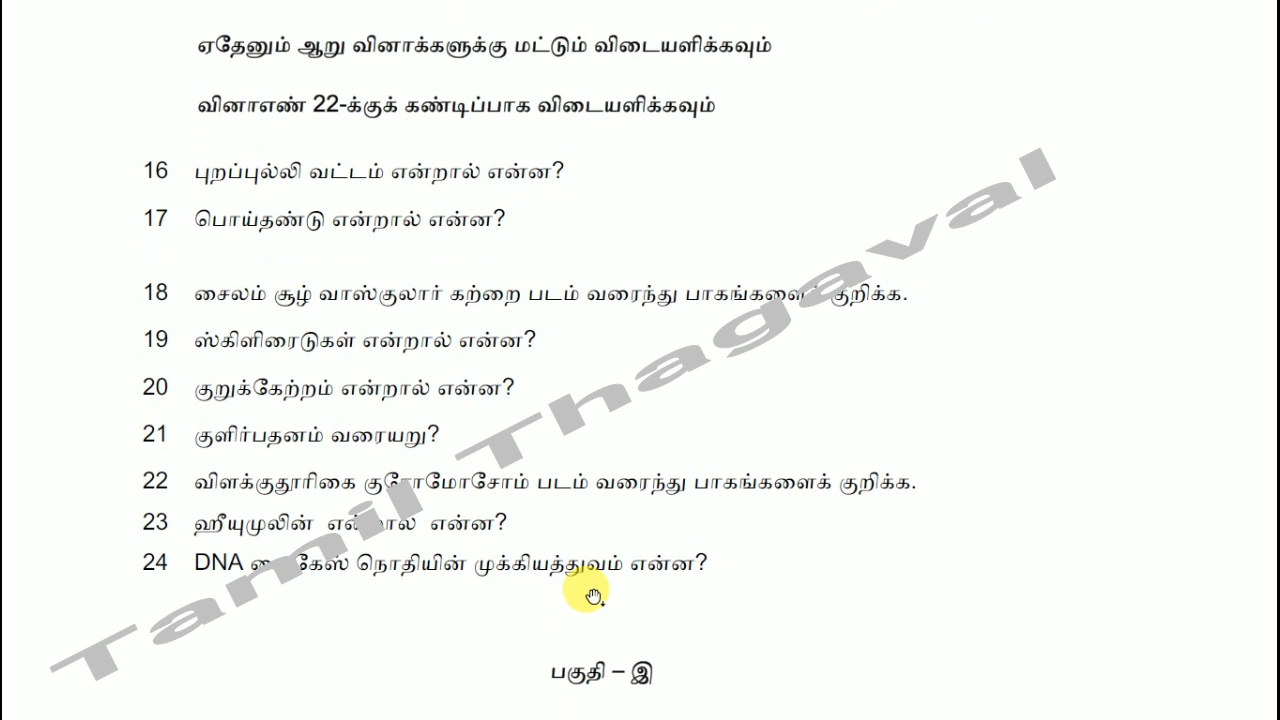 ஏதேனும் ஆறு வினாக்களுக்கு மட்டும் விடையளிக்கவும்
வினாஎண் 22-க்குக் கண்டிப்பாக விடையளிக்கவும்
16 புறப்புல்லி வட்டம் என்றால் என்ன?
17 பொய்தண்டு என்றால் என்ன?
18 சைலம் சூழ் வாஸ்குலார் கற்றை படம் வரைந்து பாகங்களைக் குறிக்க.
19 ஸ்கிளிரைடுகள் என்றால் என்ன?
20 குறுக்கேற்றம் என்றால் என்ன?
21 குளிர்பதனம் வரையறு?
22 விளக்குதூரிகை குரோமோசோம் படம் வரைந்து பாகங்களைக் குறிக்க.
23 ஹீயுமுலின் என்றால் என்ன?
24 DNA நொதியின் முக்கியத்துவம் என்ன?
பகுதி – இ
Tamil Thagaval